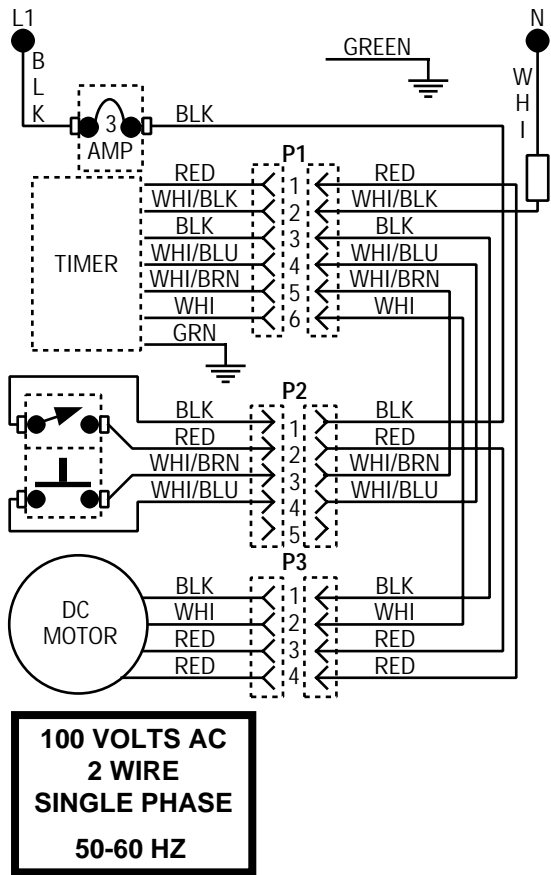 L1
N
BLK
GREEN
WHI
3
AMP
BLK
P1
RED 1 RED
WHI/BLK 2 WHI/BLK
BLK 3 BLK
TIMER
WHI/BLU 4 WHI/BLU
WHI/BRN 5 WHI/BRN
WHI 6 WHI
GRN
P2
BLK 1 BLK
RED 2 RED
WHI/BRN 3 WHI/BRN
WHI/BLU 4 WHI/BLU
5
P3
BLK 1 BLK
DC
MOTOR
WHI 2 WHI
RED 3 RED
RED 4 RED
100 VOLTS AC
2 WIRE
SINGLE PHASE
50-60 HZ